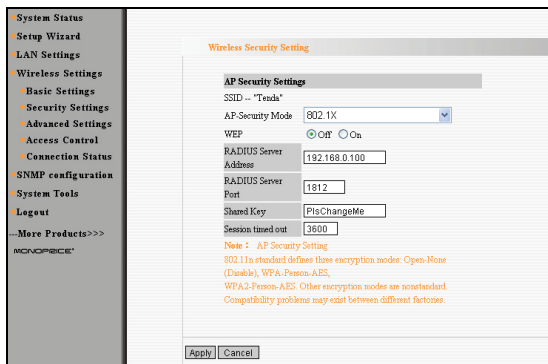 System Status
Setup Wizard
LAN Settings
Wireless Settings
Basic Settings
Security Settings
Advanced Settings
Access Control
Connection Status
SNMP configuration
System Tools
Logout
---More Products>>>
MONOPRICE
Wireless Security Setting
AP Security Settings
SSID -- "Tenda"
AP-Security Mode 802.1X
WEP Off On
RADIUS Server Address 192.168.0.100
RADIUS Server Port 1812
Shared Key PlsChangeMe
Session timed out 3600
Note : AP Security Setting
802.11n standard defines three encryption modes: Open-None
(Disable), WPA-Person-AES,
WPA2-Person-AES. Other encryption modes are nonstandard.
Compatibility problems may exist between different factories.
Apply Cancel